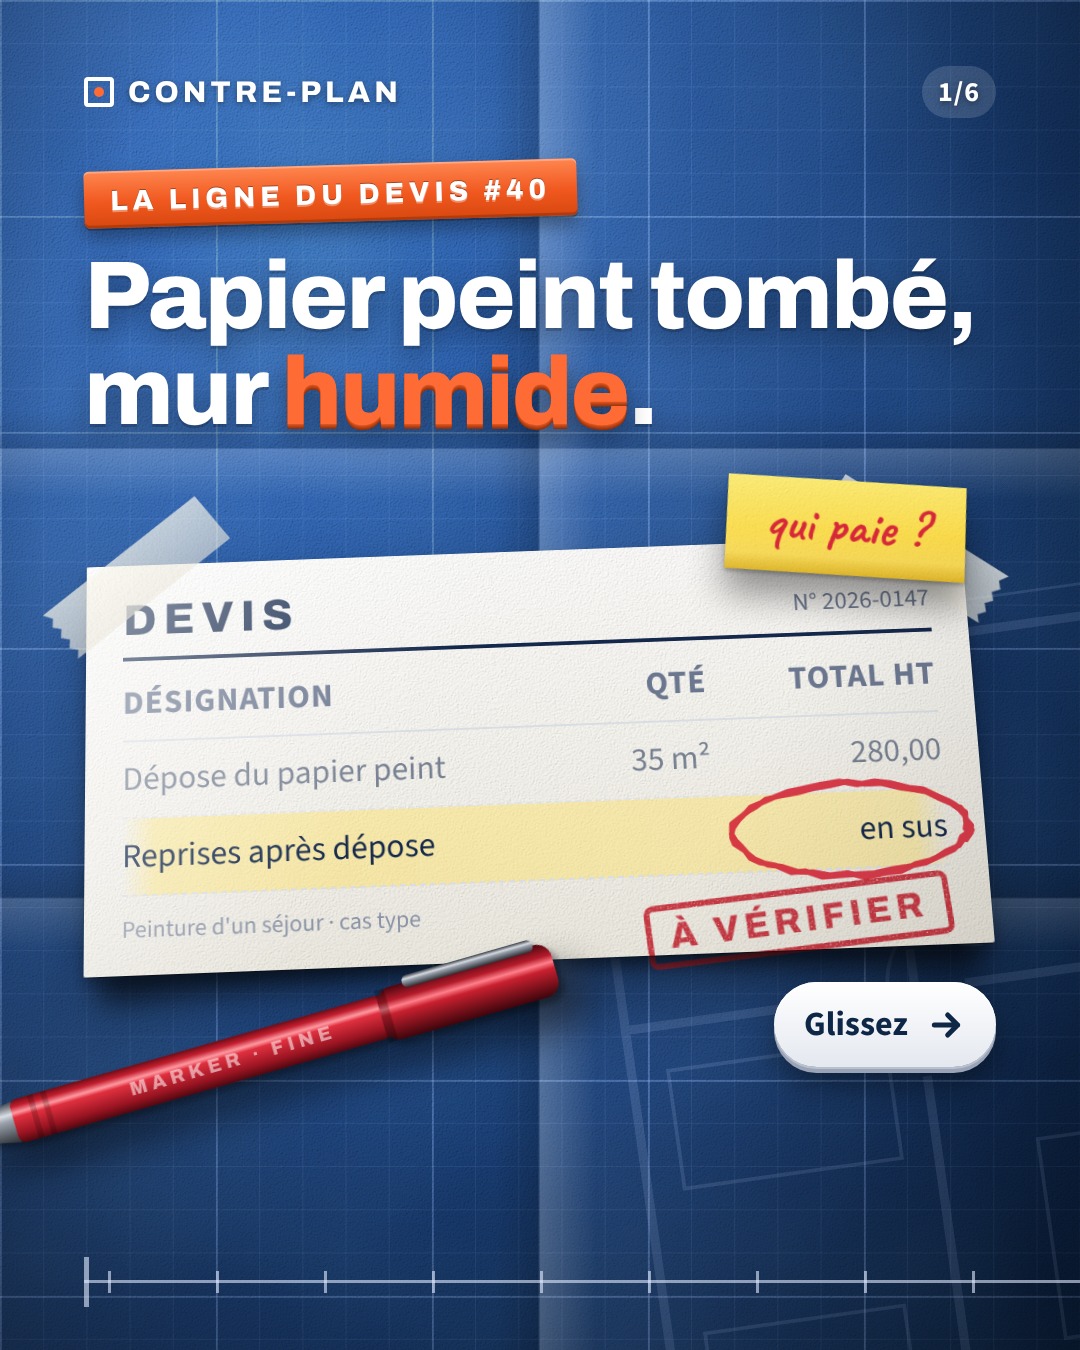 CONTRE-PLAN
1/6
LA LIGNE DU DEVIS #40
Papier peint tombé,
mur humide.
qui paie ?
DEVIS
N° 2026-0147
DÉSIGNATION QTÉ TOTAL HT
Dépose du papier peint 35 m² 280,00
Reprises après dépose en sus
Peinture d'un séjour · cas type
À VÉRIFIER
MARKER · FINE
Glissez →